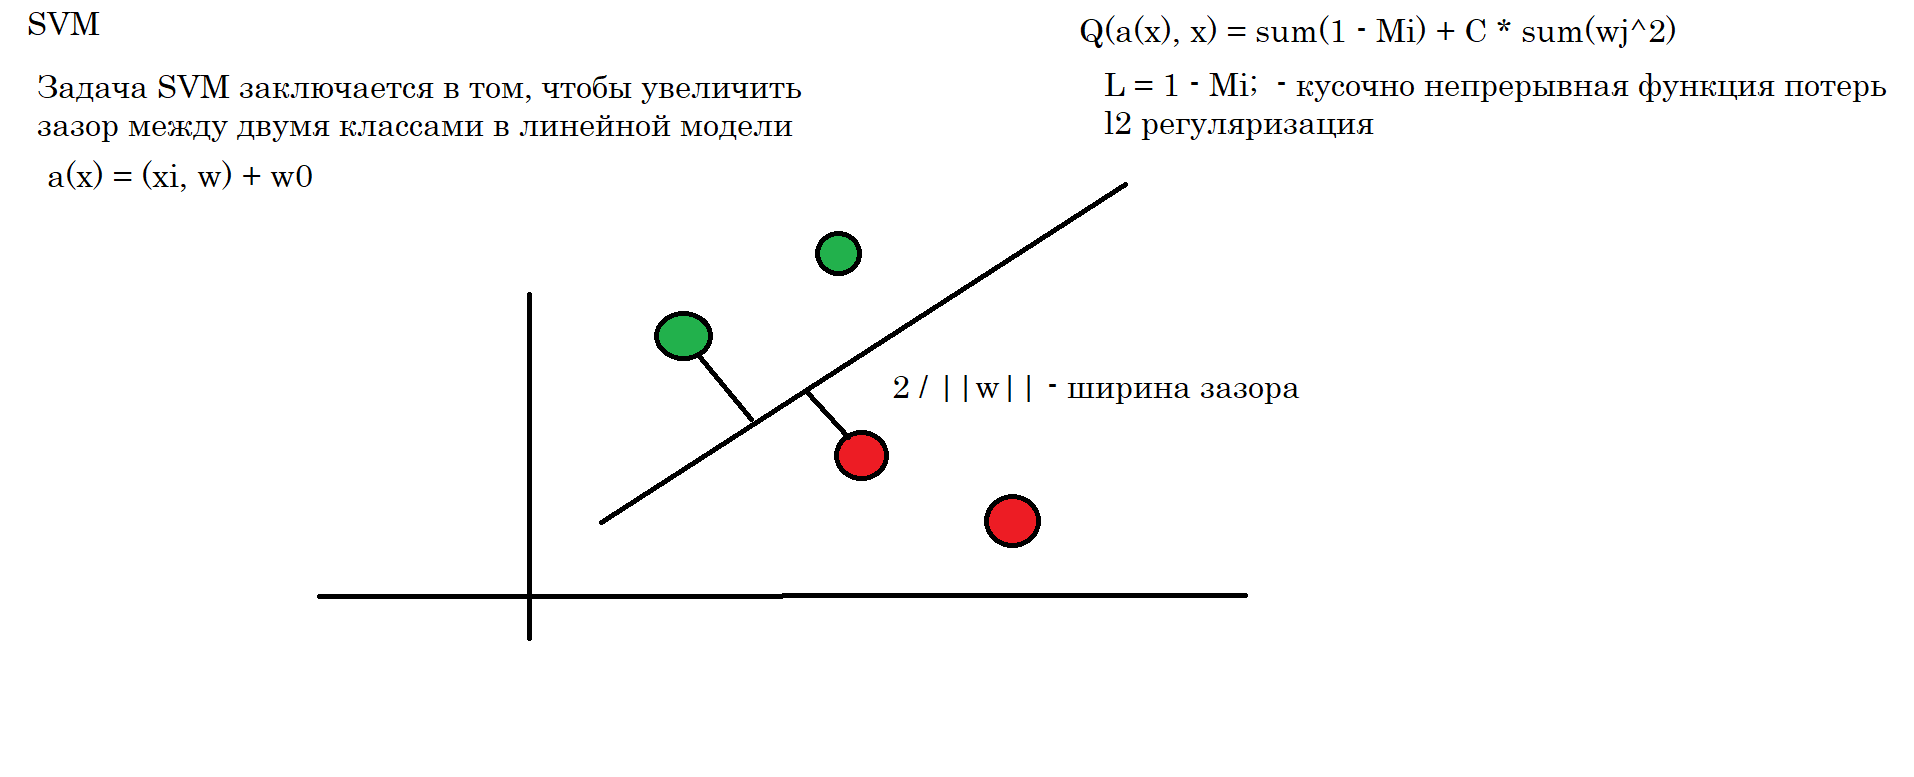 SVM
Задача SVM заключается в том, чтобы увеличить
зазор между двумя классами в линейной модели
a(x) = (xi, w) + w0
Q(a(x), x) = sum(1 - Mi) + C * sum(wj^2)
L = 1 - Mi;  - кусочно непрерывная функция потерь
l2 регуляризация
2 / ||w|| - ширина зазора